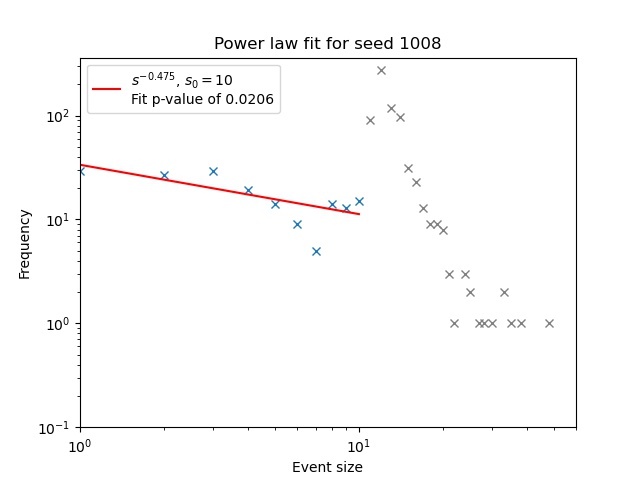 Power law fit for seed 1008
s^{-0.475}, s_0 = 10
Fit p-value of 0.0206
Frequency
10^2
10^1
10^0
10^{-1}
10^0
10^1
Event size